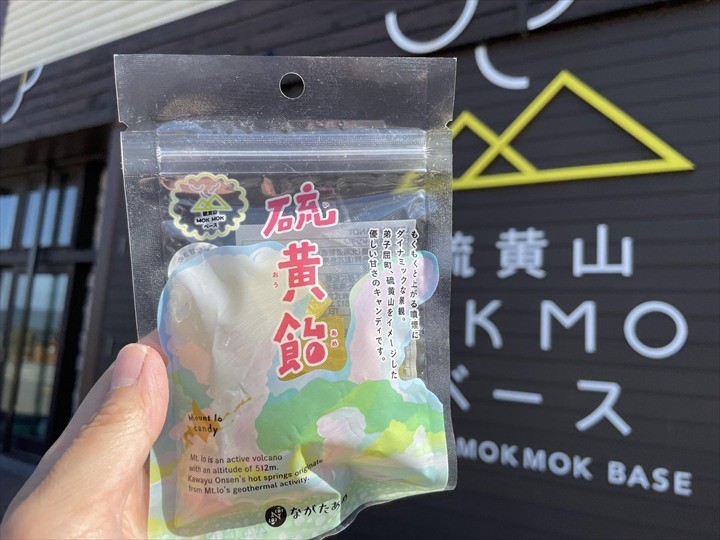 硫黄山
MOK MOK
ベース
硫黄飴
い
おう
あめ
もくもくと上がる噴煙に
ダイナミックな景観。
弟子屈町、硫黄山をイメージした
優しい甘さのキャンディです。
Mount Io
candy
Mt. Io is an active volcano
with an altitude of 512m.
Kawayu Onsen's hot springs originate
from Mt.Io's geothermal activity.
ながたあめ
硫黄山
KMO
ベース
MOKMOK BASE